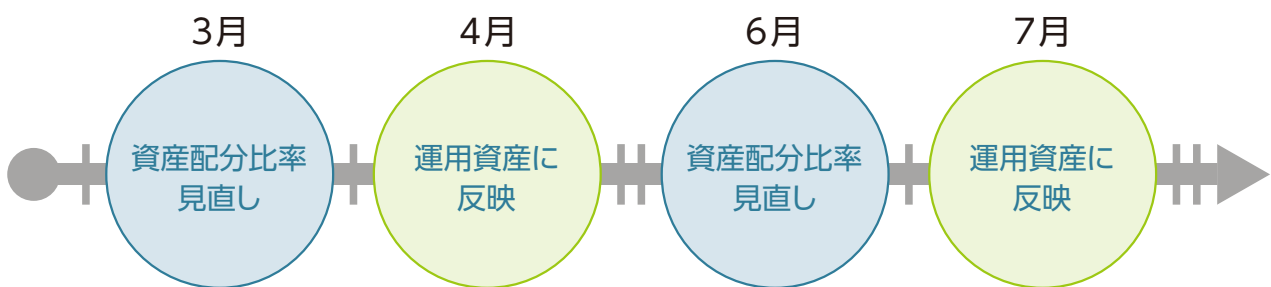 3月
4月
6月
7月
資産配分比率
見直し
運用資産に
反映
資産配分比率
見直し
運用資産に
反映